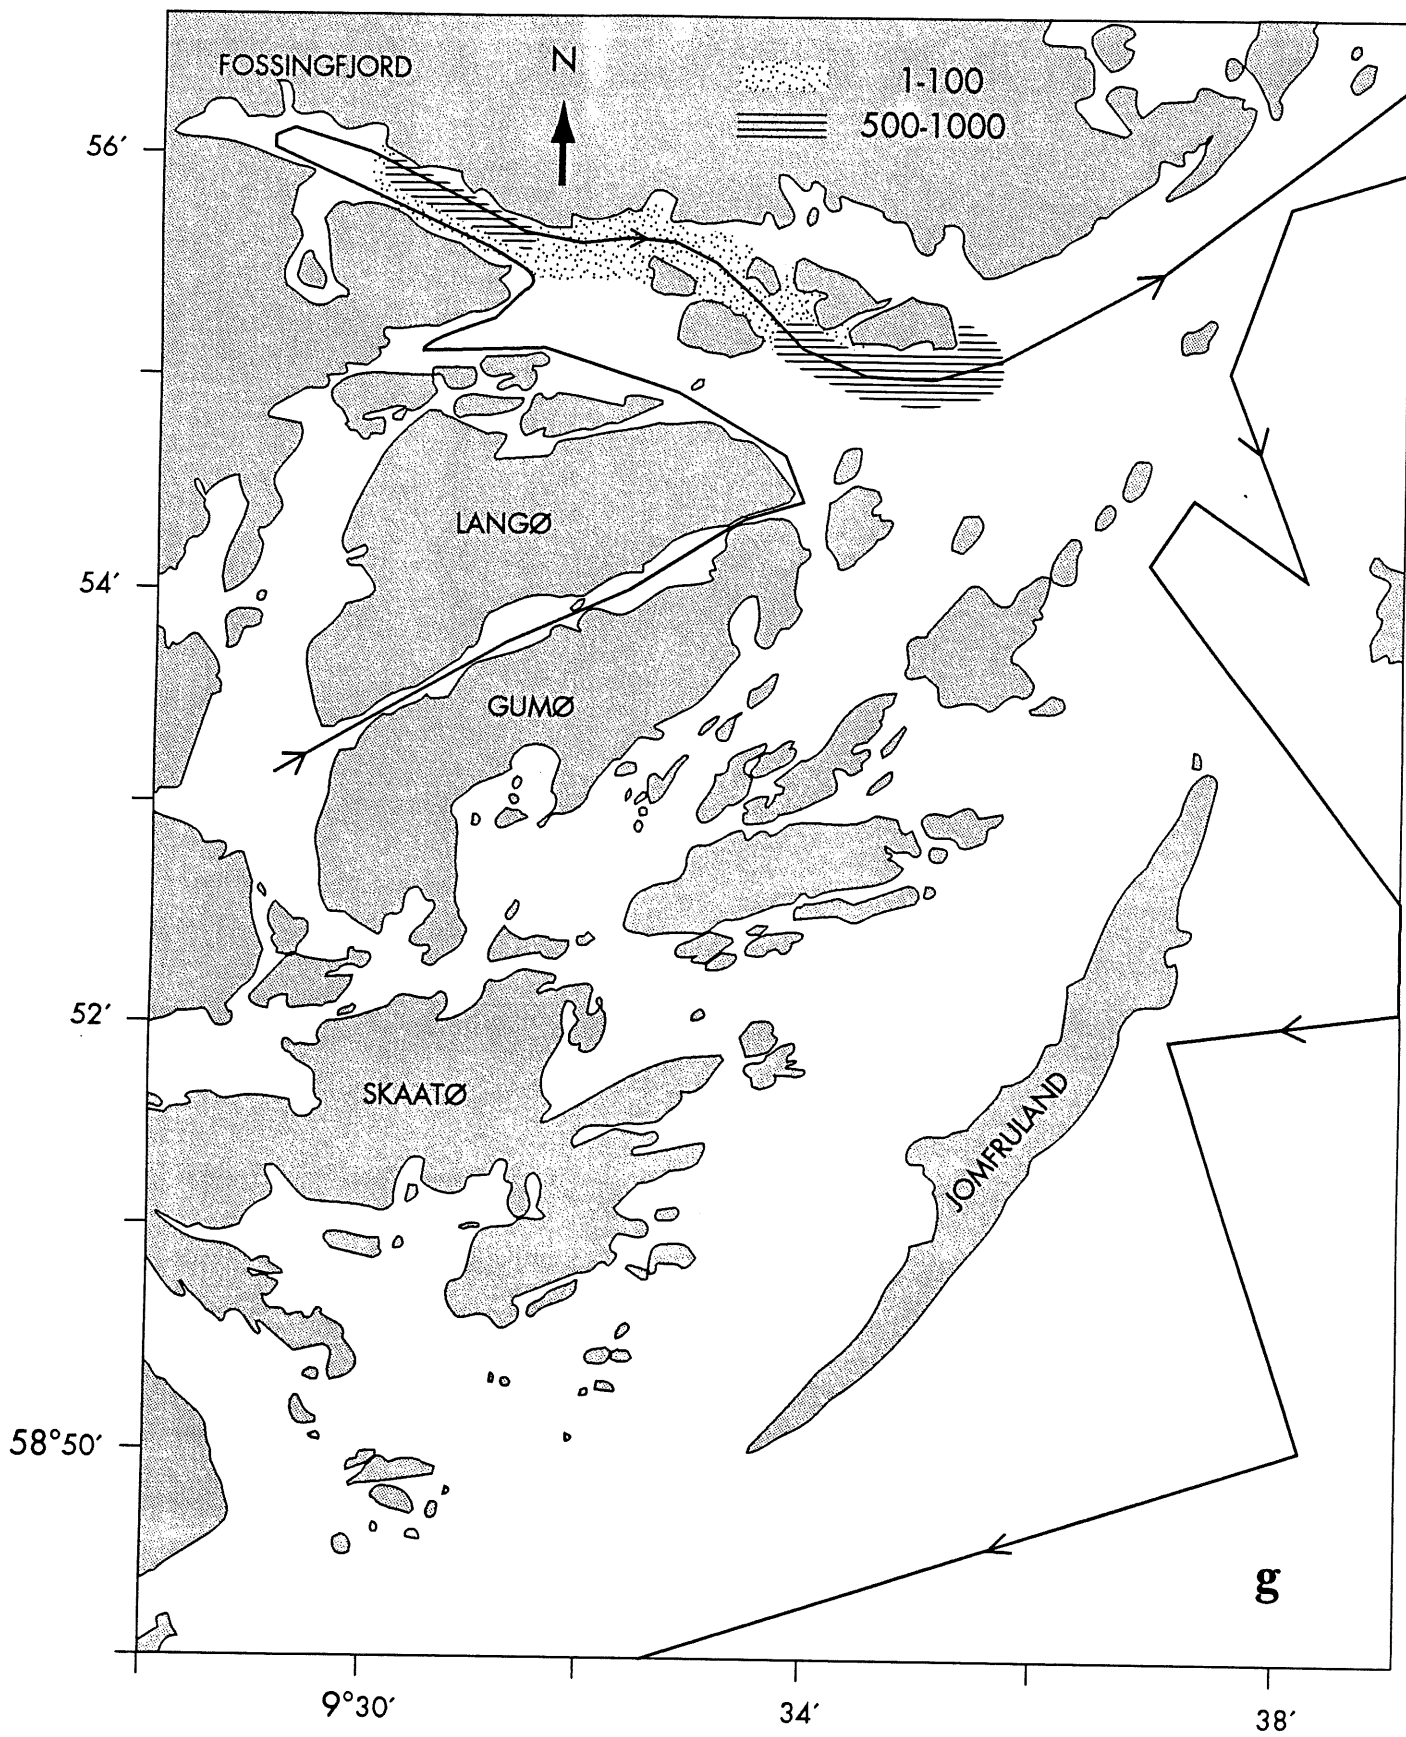 FOSSINGFJORD
N
1-100
500-1000
56′
54′
LANGØ
GUMØ
52′
SKAATØ
JOMFRULAND
58°50′
g
9°30′
34′
38′